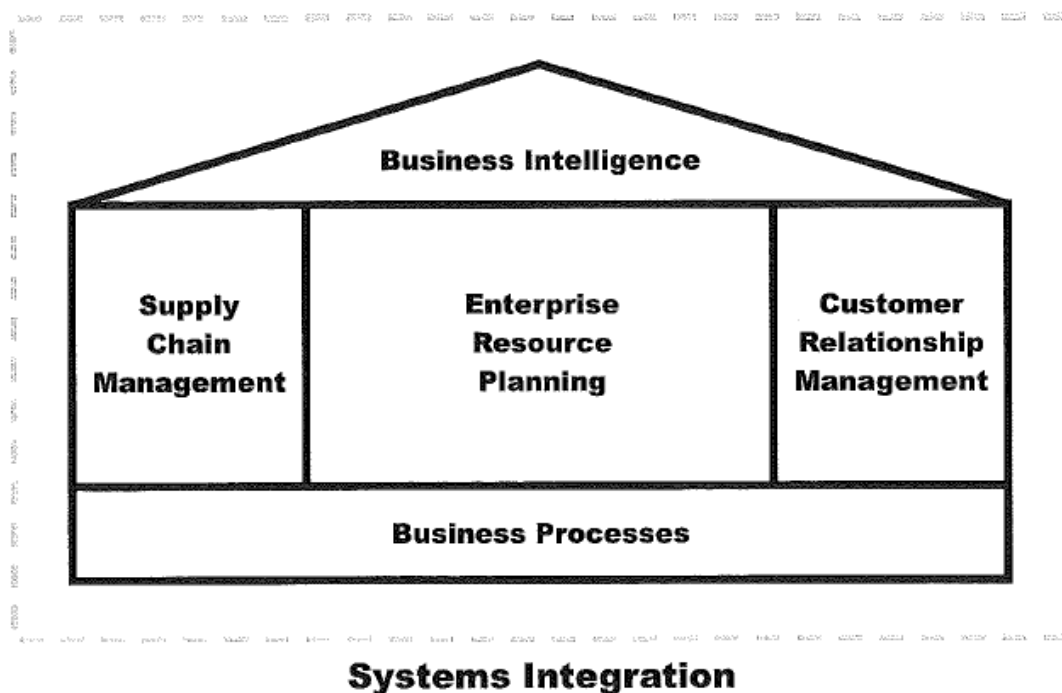 Business Intelligence
Supply
Chain
Management
Enterprise
Resource
Planning
Customer
Relationship
Management
Business Processes
Systems Integration